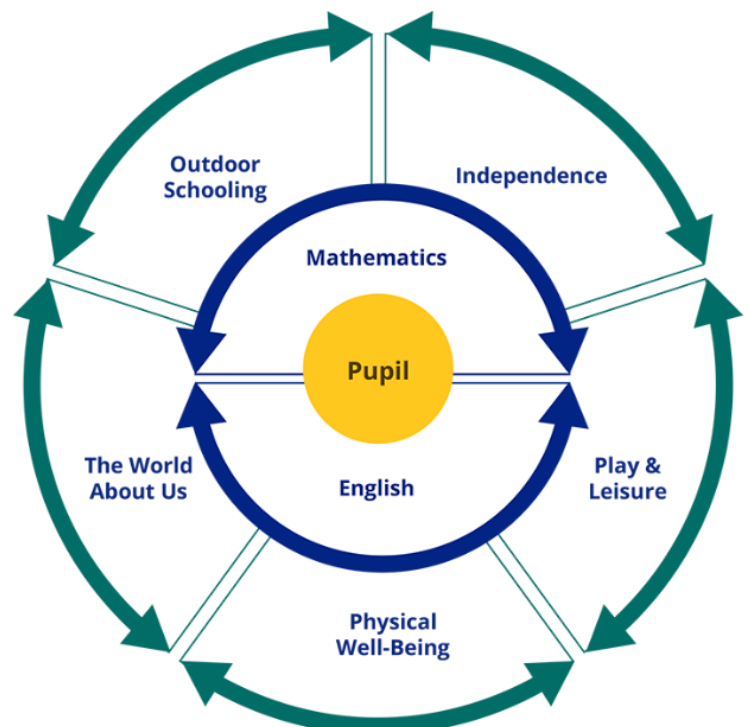 Outdoor
Schooling
Independence
Mathematics
Pupil
The World
About Us
English
Play &
Leisure
Physical
Well-Being